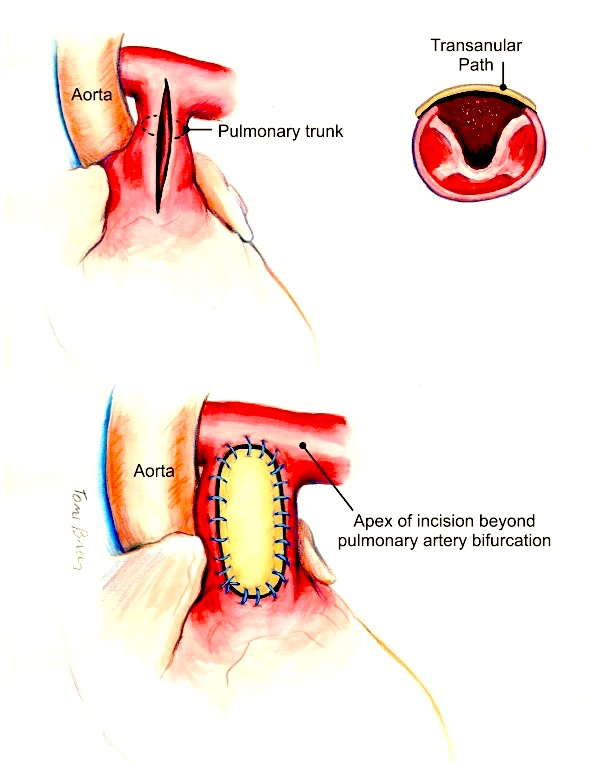 Transanular
Path
Aorta
Pulmonary trunk
Aorta
Apex of incision beyond
pulmonary artery bifurcation